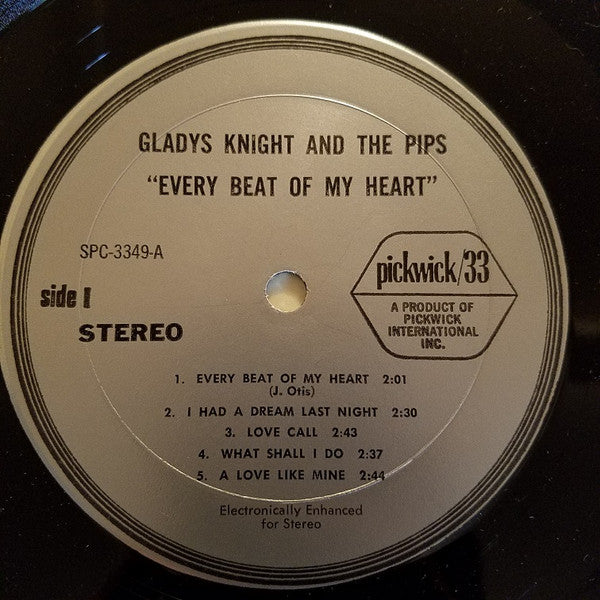 GLADYS KNIGHT AND THE PIPS
"EVERY BEAT OF MY HEART"
SPC-3349-A
side 1
STEREO
pickwick/33
A PRODUCT OF
PICKWICK
INTERNATIONAL
INC.
1. EVERY BEAT OF MY HEART 2:01
(J. Otis)
2. I HAD A DREAM LAST NIGHT 2:30
3. LOVE CALL 2:43
4. WHAT SHALL I DO 2:37
5. A LOVE LIKE MINE 2:44
Electronically Enhanced
for Stereo